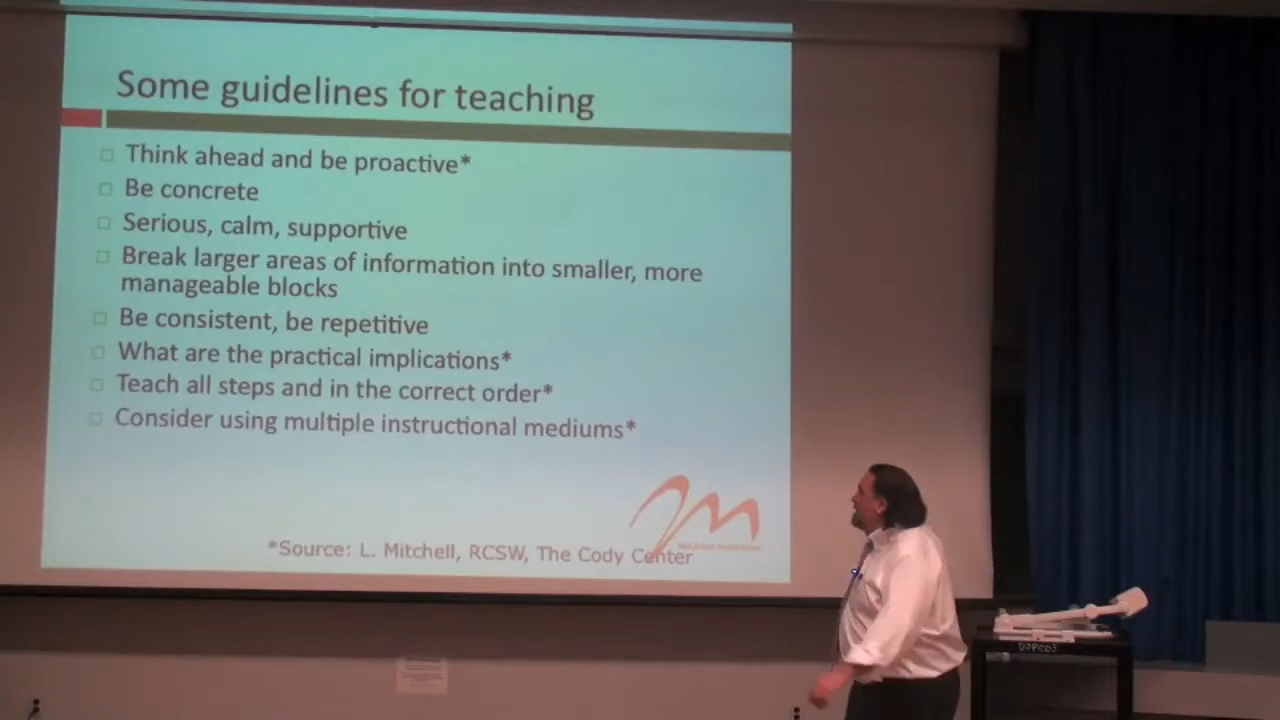 Some guidelines for teaching
Think ahead and be proactive*
Be concrete
Serious, calm, supportive
Break larger areas of information into smaller, more
manageable blocks
Be consistent, be repetitive
What are the practical implications*
Teach all steps and in the correct order*
Consider using multiple instructional mediums*
*Source: L. Mitchell, RCSW, The Cody Center